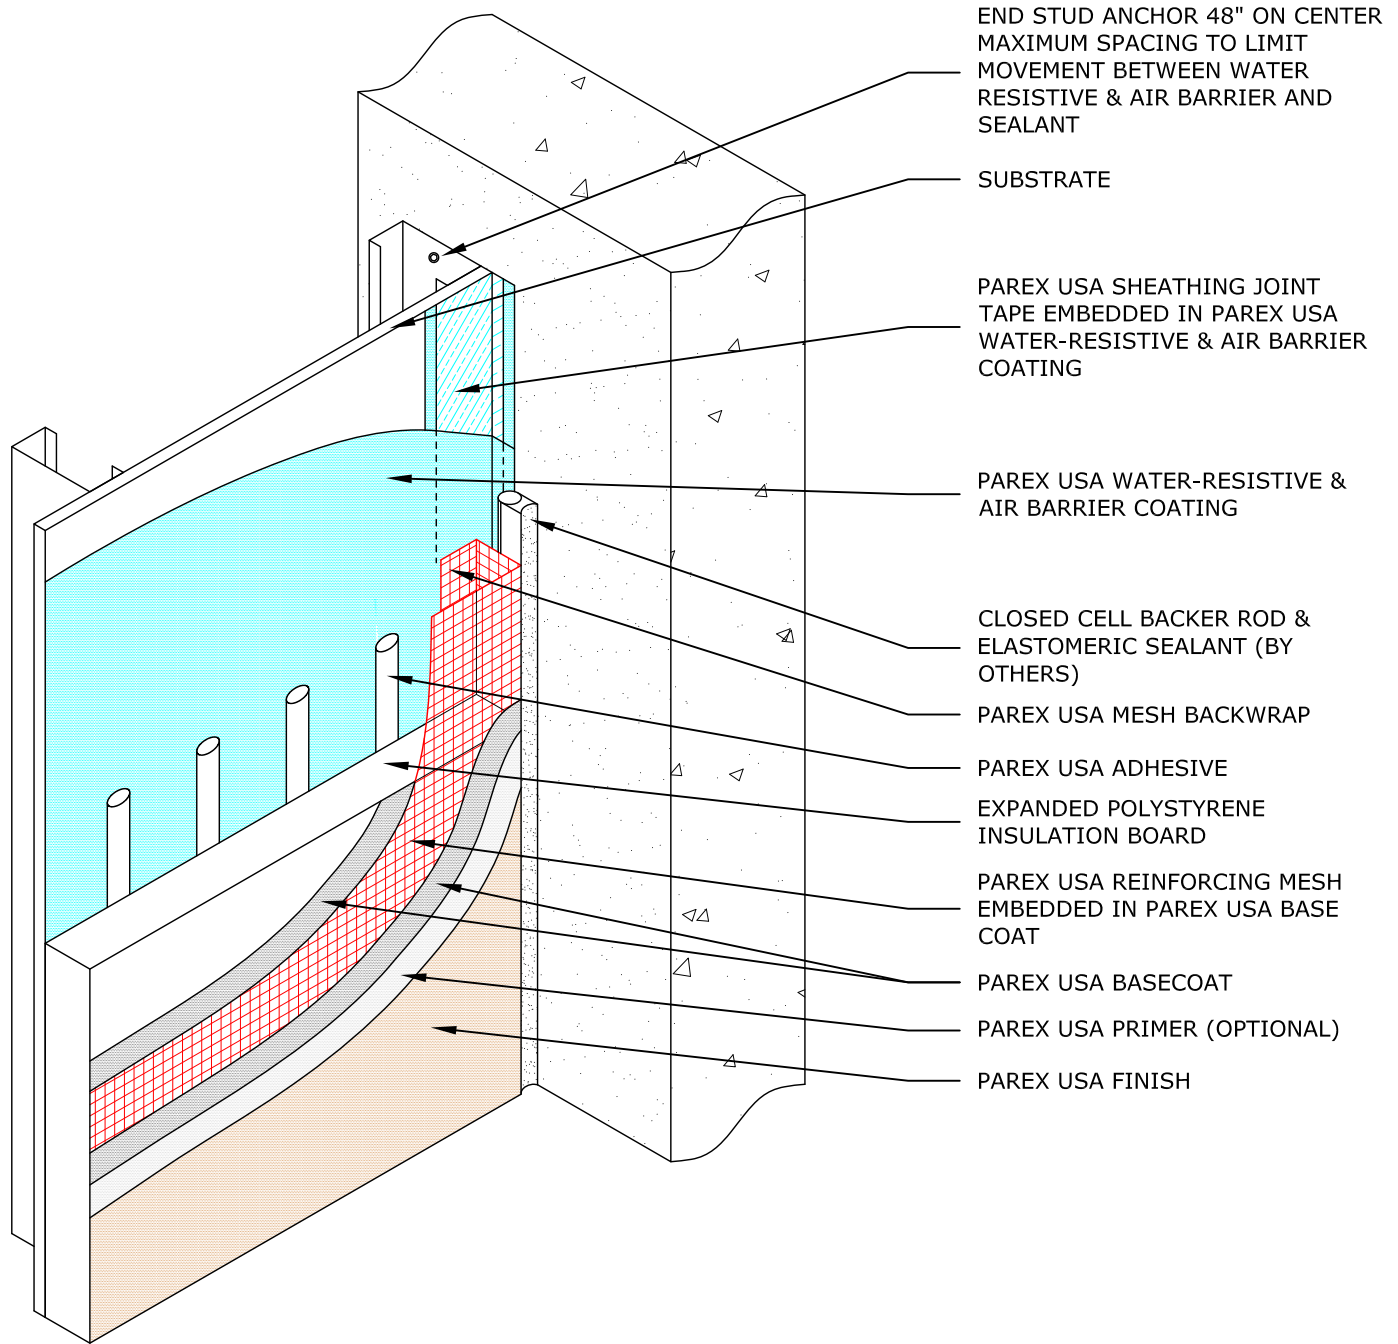 END STUD ANCHOR 48" ON CENTER
MAXIMUM SPACING TO LIMIT
MOVEMENT BETWEEN WATER
RESISTIVE & AIR BARRIER AND
SEALANT
SUBSTRATE
PAREX USA SHEATHING JOINT
TAPE EMBEDDED IN PAREX USA
WATER-RESISTIVE & AIR BARRIER
COATING
PAREX USA WATER-RESISTIVE &
AIR BARRIER COATING
CLOSED CELL BACKER ROD &
ELASTOMERIC SEALANT (BY
OTHERS)
PAREX USA MESH BACKWRAP
PAREX USA ADHESIVE
EXPANDED POLYSTYRENE
INSULATION BOARD
PAREX USA REINFORCING MESH
EMBEDDED IN PAREX USA BASE
COAT
PAREX USA BASECOAT
PAREX USA PRIMER (OPTIONAL)
PAREX USA FINISH